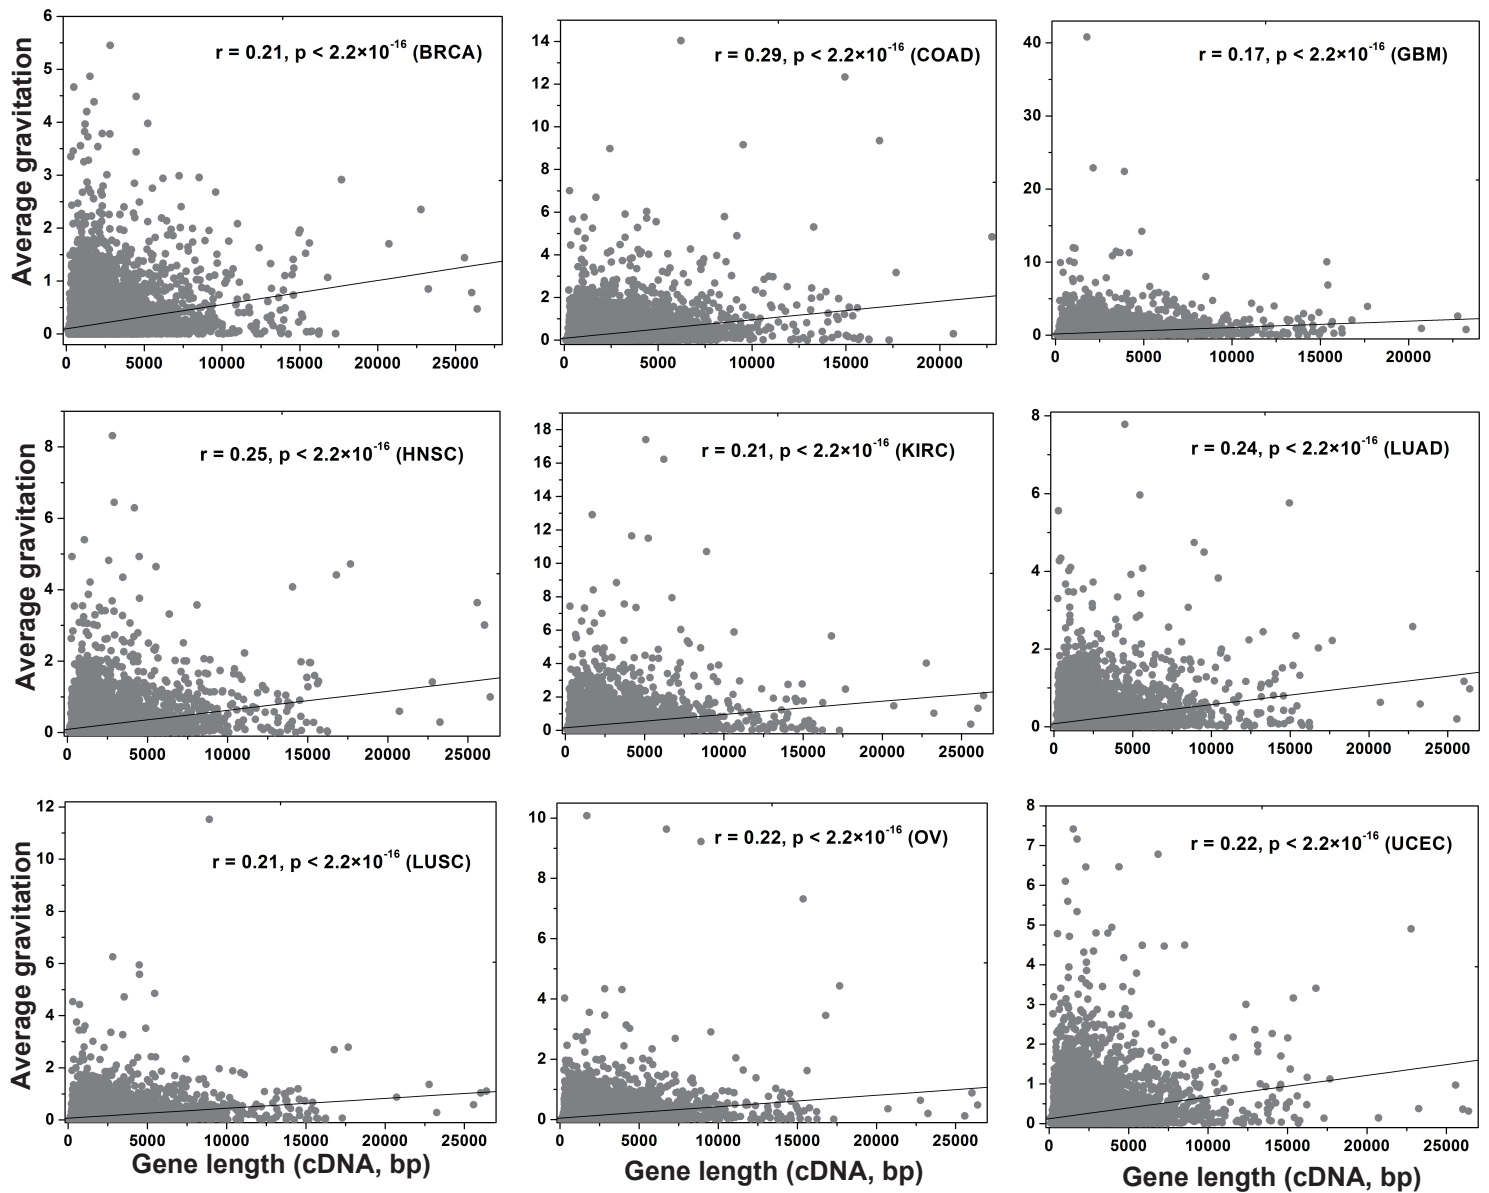 r = 0.21, p < 2.2×10-16 (BRCA)
r = 0.29, p < 2.2×10-16 (COAD)
r = 0.17, p < 2.2×10-16 (GBM)
Average gravitation
6
5
4
3
2
1
0
0 5000 10000 15000 20000 25000
14
12
10
8
6
4
2
0
0 5000 10000 15000 20000
40
30
20
10
0
0 5000 10000 15000 20000
r = 0.25, p < 2.2×10-16 (HNSC)
r = 0.21, p < 2.2×10-16 (KIRC)
r = 0.24, p < 2.2×10-16 (LUAD)
Average gravitation
8
6
4
2
0
0 5000 10000 15000 20000 25000
18
16
14
12
10
8
6
4
2
0
0 5000 10000 15000 20000 25000
8
6
4
2
0
0 5000 10000 15000 20000 25000
r = 0.21, p < 2.2×10-16 (LUSC)
r = 0.22, p < 2.2×10-16 (OV)
r = 0.22, p < 2.2×10-16 (UCEC)
Average gravitation
12
10
8
6
4
2
0
0 5000 10000 15000 20000 25000
10
8
6
4
2
0
0 5000 10000 15000 20000 25000
8
7
6
5
4
3
2
1
0
0 5000 10000 15000 20000 25000
Gene length (cDNA, bp)
Gene length (cDNA, bp)
Gene length (cDNA, bp)